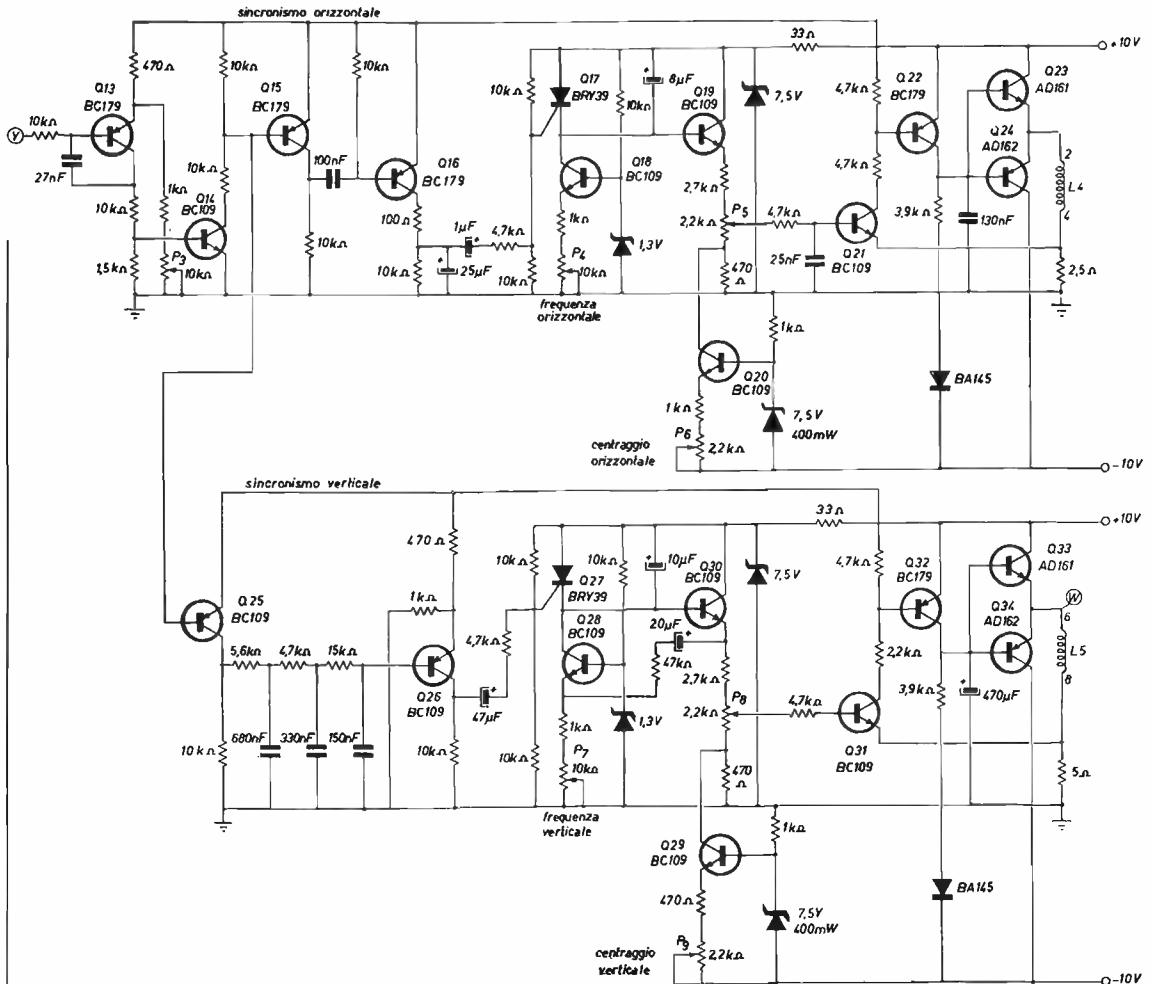 sincronismo orizzontale
33Ω
+10V
470Ω
10kΩ
10kΩ
Q13
BC179
Q15
BC179
Q17
BRY39
10kΩ
10kΩ
8µF
Q19
BC109
7,5V
4,7kΩ
Q22
BC179
Q23
AD161
Y
10kΩ
27nF
10kΩ
100nF
Q16
BC179
Q18
BC109
4,7kΩ
Q24
AD162
2
L4
4
1kΩ
Q14
BC109
10kΩ
2,7kΩ
P5
2,2kΩ
4,7kΩ
3,9kΩ
130nF
10kΩ
100Ω
1µF
4,7kΩ
1kΩ
1,3V
1,5kΩ
P3
10kΩ
10kΩ
25µF
10kΩ
P4
10kΩ
470
Ω
25nF
Q21
BC109
2,5Ω
frequenza
orizzontale
1kΩ
Q20
BC109
BA145
1kΩ
7,5V
400mW
P6
2,2kΩ
centraggio
orizzontale
-10V
sincronismo verticale
33Ω
+10V
470Ω
10kΩ
Q27
BRY39
10kΩ
10µF
Q30
BC109
7,5V
4,7kΩ
Q32
BC179
Q33
AD161
Q25
BC109
1kΩ
Q28
BC109
20µF
Q34
AD162
W
6
L5
8
5,6kΩ
4,7kΩ
15kΩ
4,7kΩ
47kΩ
2,7kΩ
2,2kΩ
Q26
BC109
47µF
1,3V
P8
2,2kΩ
4,7kΩ
3,9kΩ
470µF
10kΩ
680nF
330nF
150nF
10kΩ
10kΩ
1kΩ
P7
10kΩ
470
Ω
Q31
BC109
5Ω
frequenza
verticale
1kΩ
Q29
BC109
BA145
470Ω
7,5V
400mW
P9
2,2kΩ
centraggio
verticale
-10V